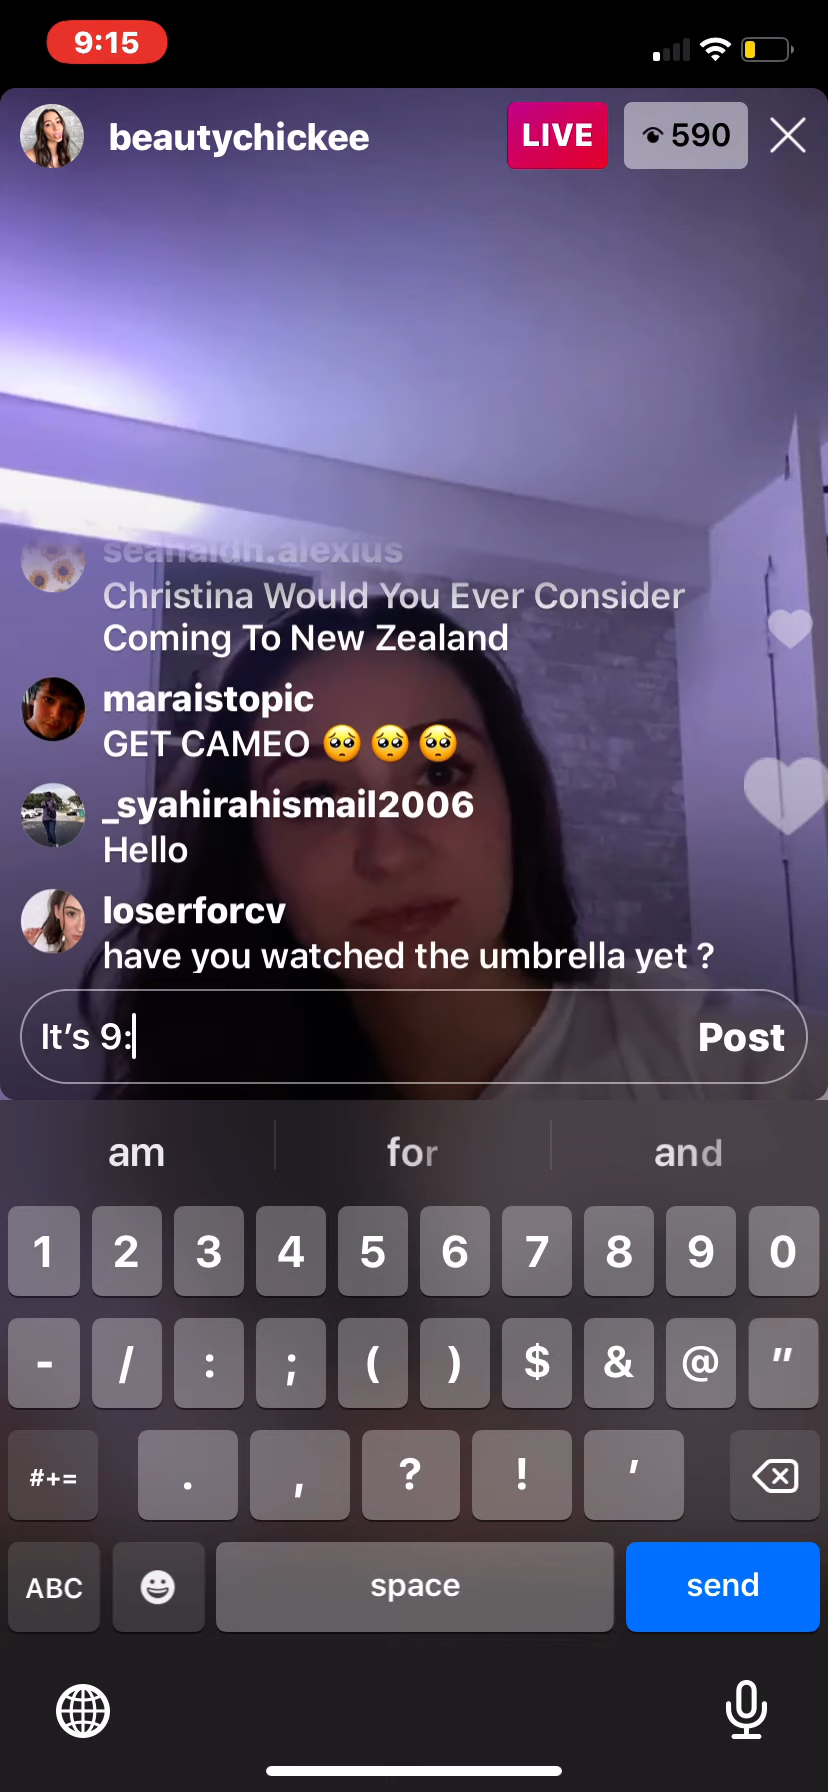 9:15
beautychickee
LIVE
590
seanaidh.alexius
Christina Would You Ever Consider
Coming To New Zealand
maraistopic
GET CAMEO 🥺 🥺 🥺
_syahirahismail2006
Hello
loserforcv
have you watched the umbrella yet ?
It’s 9:
Post
am for and
1 2 3 4 5 6 7 8 9 0
- / : ; ( ) $ & @ "
#+= . , ? ! '
ABC space send